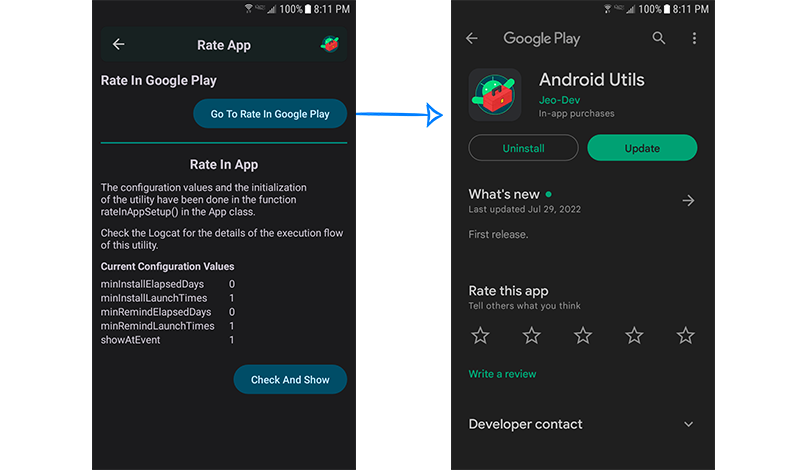 100% 8:11 PM
Rate App
Rate In Google Play
Go To Rate In Google Play
Rate In App
The configuration values and the initialization
of the utility have been done in the function
rateInAppSetup() in the App class.
Check the Logcat for the details of the execution flow
of this utility.
Current Configuration Values
minInstallElapsedDays 0
minInstallLaunchTimes 1
minRemindElapsedDays 0
minRemindLaunchTimes 1
showAtEvent 1
Check And Show
100% 8:11 PM
Google Play
Android Utils
Jeo-Dev
In-app purchases
Uninstall
Update
What's new
Last updated Jul 29, 2022
First release.
Rate this app
Tell others what you think
Write a review
Developer contact